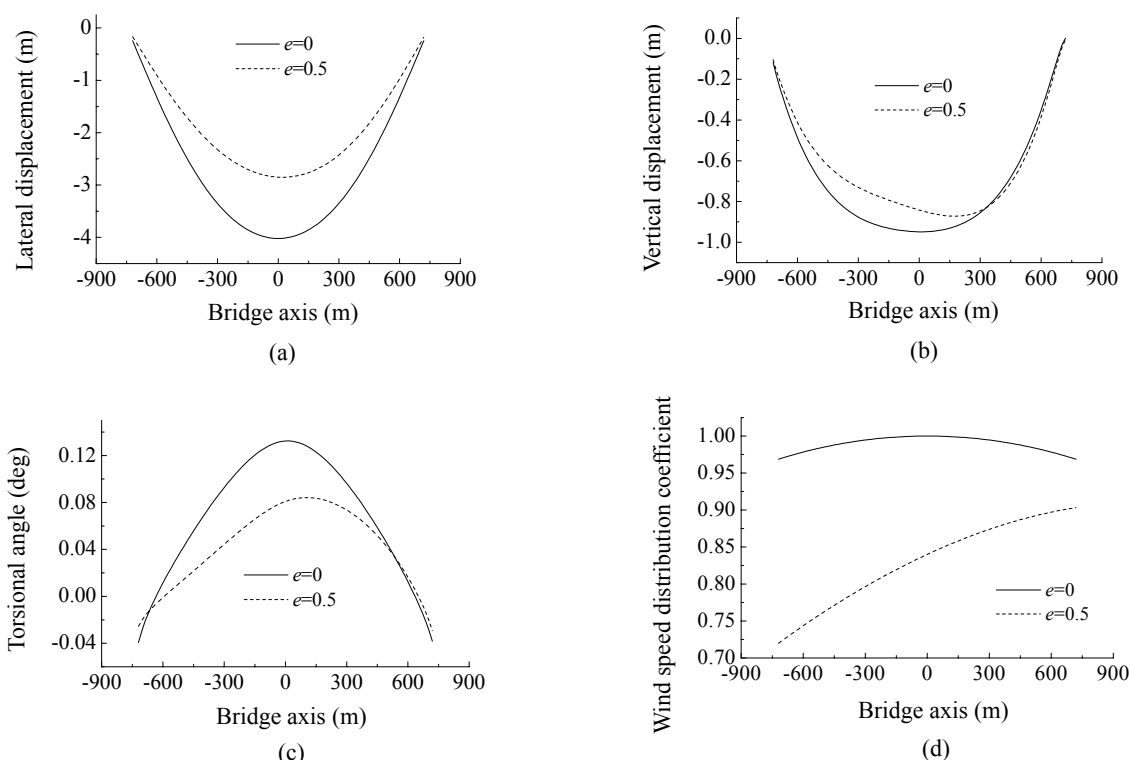 Lateral displacement (m)
0
-1
-2
-3
-4
e=0
e=0.5
-900 -600 -300 0 300 600 900
Bridge axis (m)
(a)
Vertical displacement (m)
0.0
-0.2
-0.4
-0.6
-0.8
-1.0
e=0
e=0.5
-900 -600 -300 0 300 600 900
Bridge axis (m)
(b)
Torsional angle (deg)
0.12
0.08
0.04
0.00
-0.04
e=0
e=0.5
-900 -600 -300 0 300 600 900
Bridge axis (m)
(c)
Wind speed distribution coefficient
1.00
0.95
0.90
0.85
0.80
0.75
0.70
e=0
e=0.5
-900 -600 -300 0 300 600 900
Bridge axis (m)
(d)